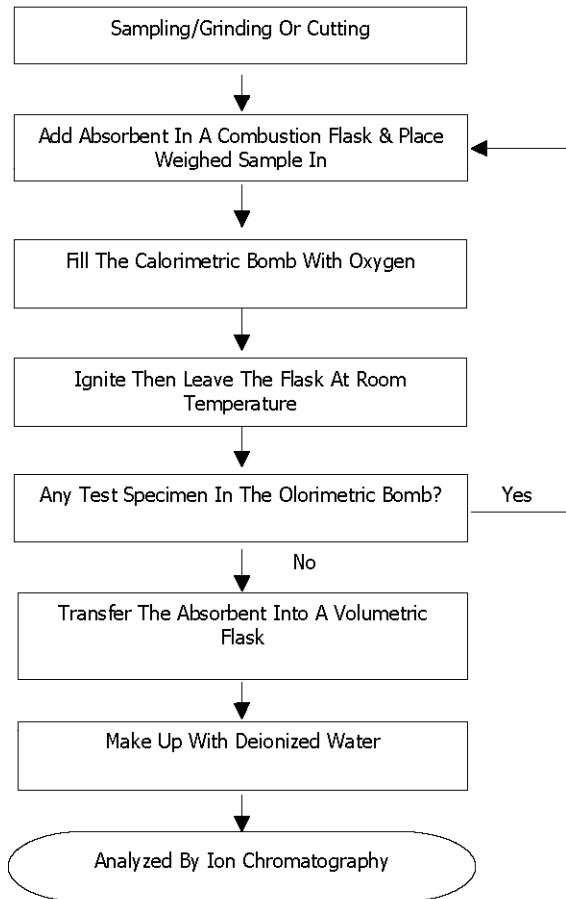 Sampling/Grinding Or Cutting
Add Absorbent In A Combustion Flask & Place
Weighed Sample In
Fill The Calorimetric Bomb With Oxygen
Ignite Then Leave The Flask At Room
Temperature
Any Test Specimen In The Olorimetric Bomb?
Yes
No
Transfer The Absorbent Into A Volumetric
Flask
Make Up With Deionized Water
Analyzed By Ion Chromatography